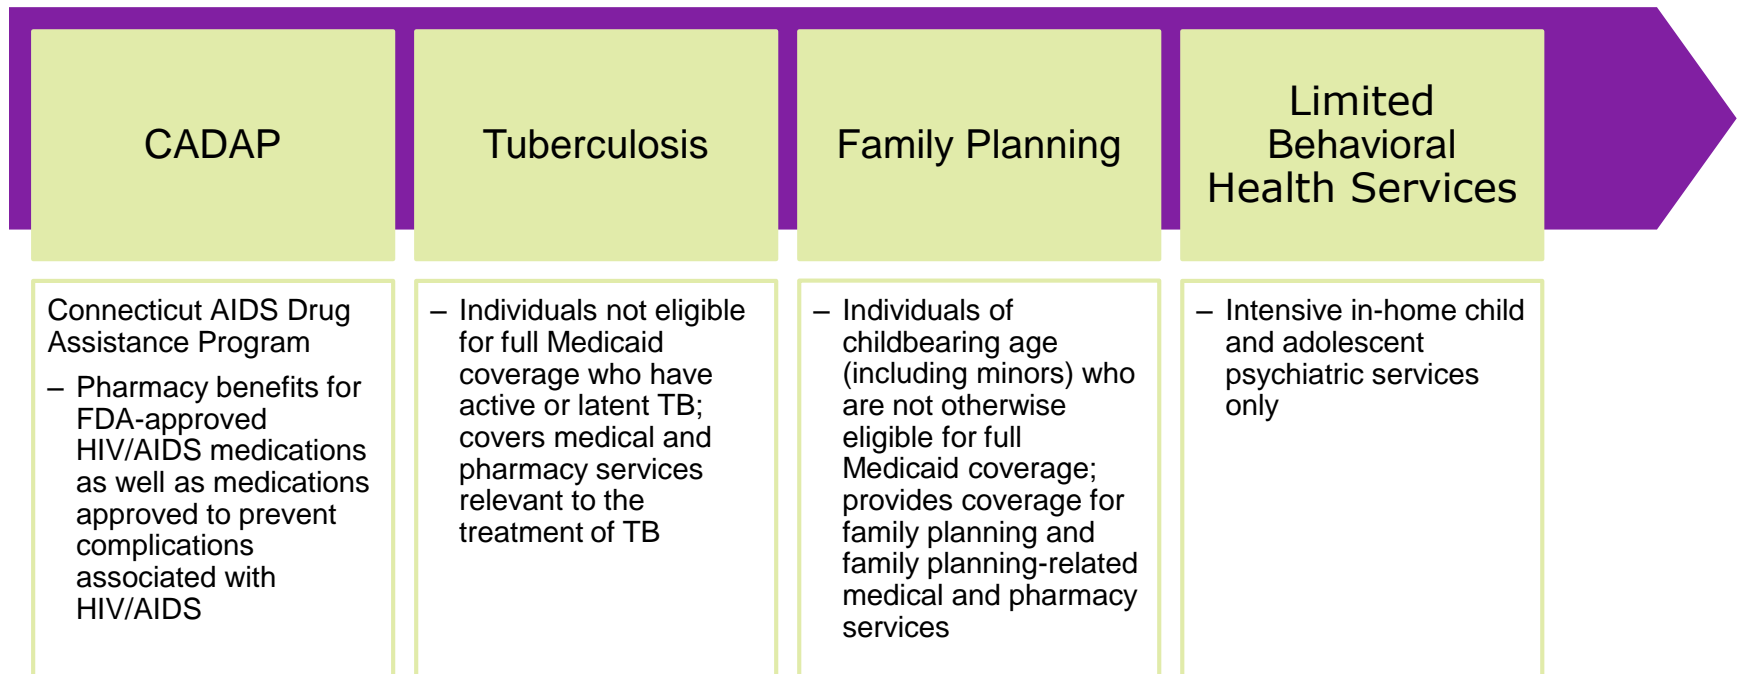 CADAP
Tuberculosis
Family Planning
Limited
Behavioral
Health Services
Connecticut AIDS Drug
Assistance Program
– Pharmacy benefits for
FDA-approved
HIV/AIDS medications
as well as medications
approved to prevent
complications
associated with
HIV/AIDS
– Individuals not eligible
for full Medicaid
coverage who have
active or latent TB;
covers medical and
pharmacy services
relevant to the
treatment of TB
– Individuals of
childbearing age
(including minors) who
are not otherwise
eligible for full
Medicaid coverage;
provides coverage for
family planning and
family planning-related
medical and pharmacy
services
– Intensive in-home child
and adolescent
psychiatric services
only